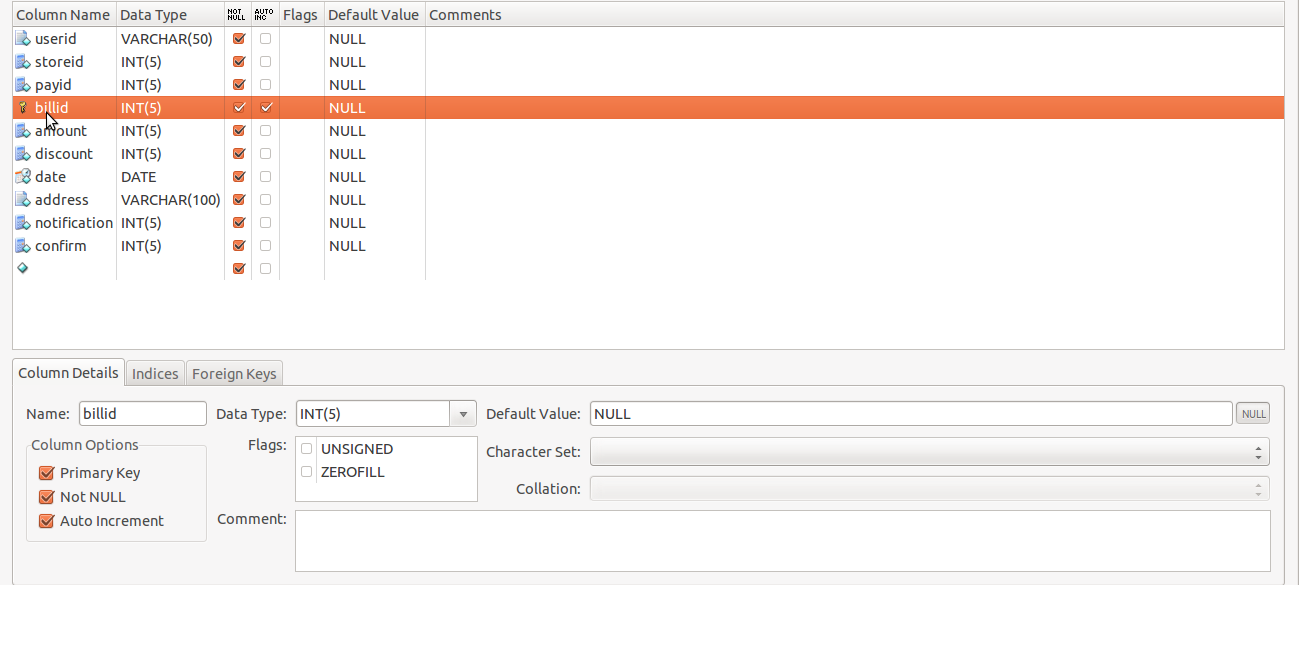 Column Name Data Type NOT NULL AUTO INC Flags Default Value Comments
userid VARCHAR(50) NULL
storeid INT(5) NULL
payid INT(5) NULL
billid INT(5) NULL
amount INT(5) NULL
discount INT(5) NULL
date DATE NULL
address VARCHAR(100) NULL
notification INT(5) NULL
confirm INT(5) NULL
Column Details Indices Foreign Keys
Name: billid Data Type: INT(5) Default Value: NULL NULL
Column Options Flags: UNSIGNED Character Set:
Primary Key ZEROFILL
Not NULL Collation:
Auto Increment Comment: